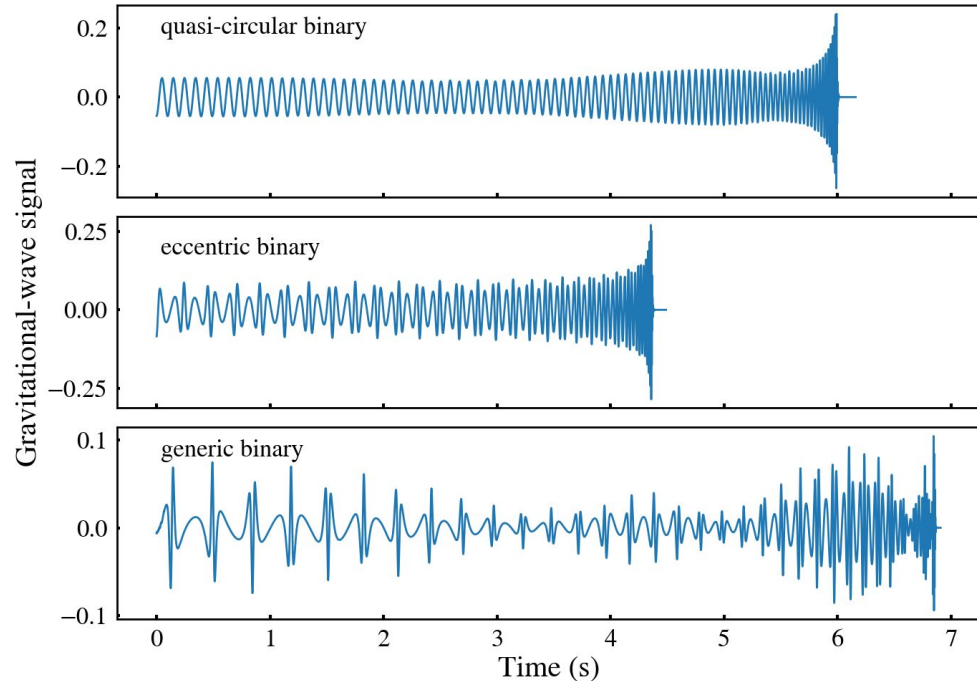 Gravitational-wave signal
quasi-circular binary
0.2
0.0
−0.2
eccentric binary
0.25
0.00
−0.25
generic binary
0.1
0.0
−0.1
0 1 2 3 4 5 6 7
Time (s)